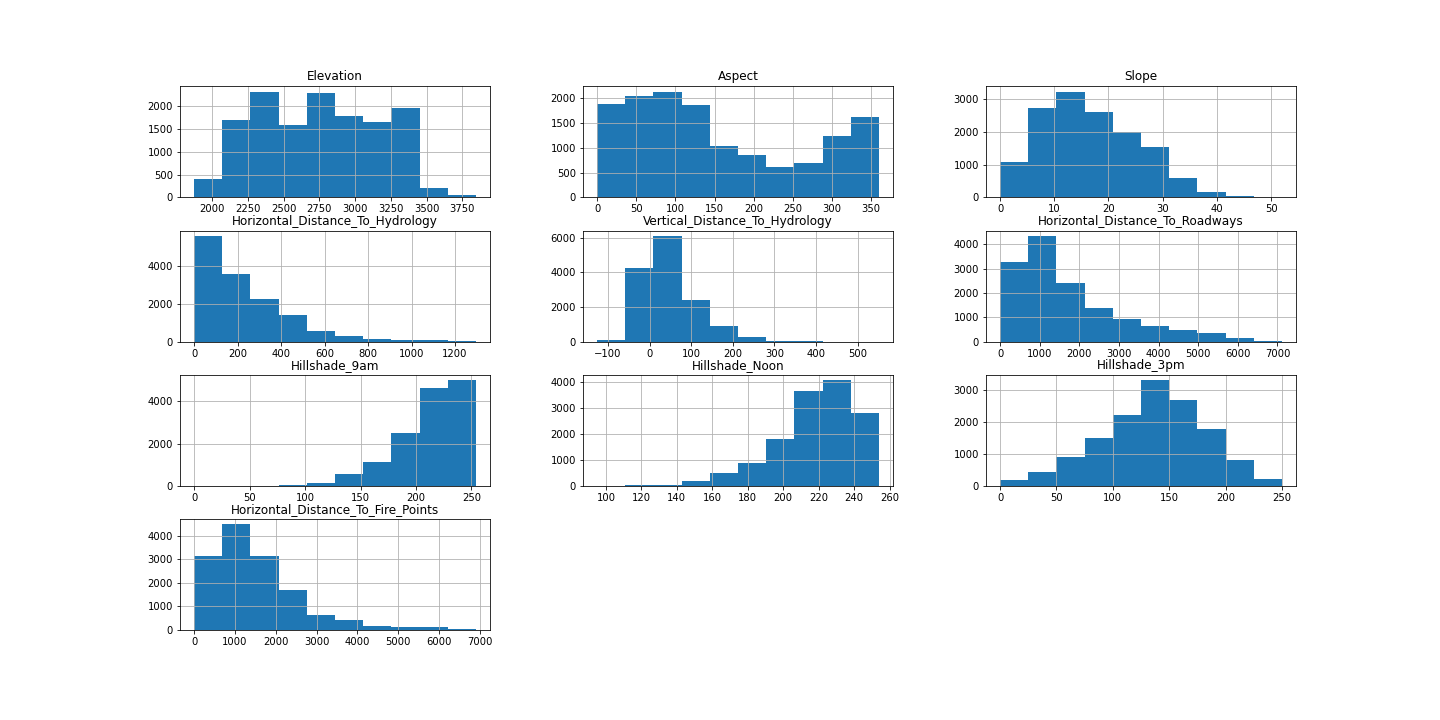 Elevation
2000
1500
1000
500
0
2000 2250 2500 2750 3000 3250 3500 3750
Aspect
2000
1500
1000
500
0
0 50 100 150 200 250 300 350
Slope
3000
2000
1000
0
0 10 20 30 40 50
Horizontal_Distance_To_Hydrology
4000
2000
0
0 200 400 600 800 1000 1200
Vertical_Distance_To_Hydrology
6000
4000
2000
0
−100 0 100 200 300 400 500
Horizontal_Distance_To_Roadways
4000
3000
2000
1000
0
0 1000 2000 3000 4000 5000 6000 7000
Hillshade_9am
4000
2000
0
0 50 100 150 200 250
Hillshade_Noon
4000
3000
2000
1000
0
100 120 140 160 180 200 220 240 260
Hillshade_3pm
3000
2000
1000
0
0 50 100 150 200 250
Horizontal_Distance_To_Fire_Points
4000
3000
2000
1000
0
0 1000 2000 3000 4000 5000 6000 7000